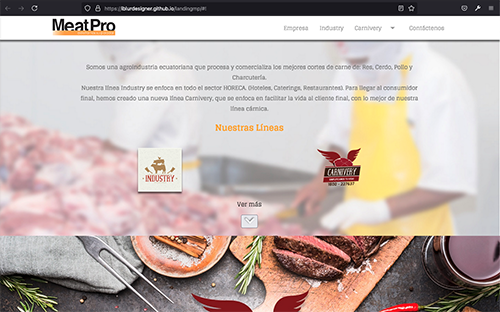 https://blurdesigner.github.io/landingmp/#!
MeatPro
Empresa Industry Carnivery Contáctenos
Somos una agroindustria ecuatoriana que procesa y comercializa los mejores cortes de carne de: Res, Cerdo, Pollo y
Charcutería.
Nuestra línea Industry se enfoca en todo el sector HORECA. (Hoteles, Caterings, Restaurantes). Para llegar al consumidor
final, hemos creado una nueva línea Carnivery, que se enfoca en facilitar la vida al cliente final, con lo mejor de nuestra
línea cárnica.
Nuestras Líneas
INDUSTRY
CARNIVERY
Ver más